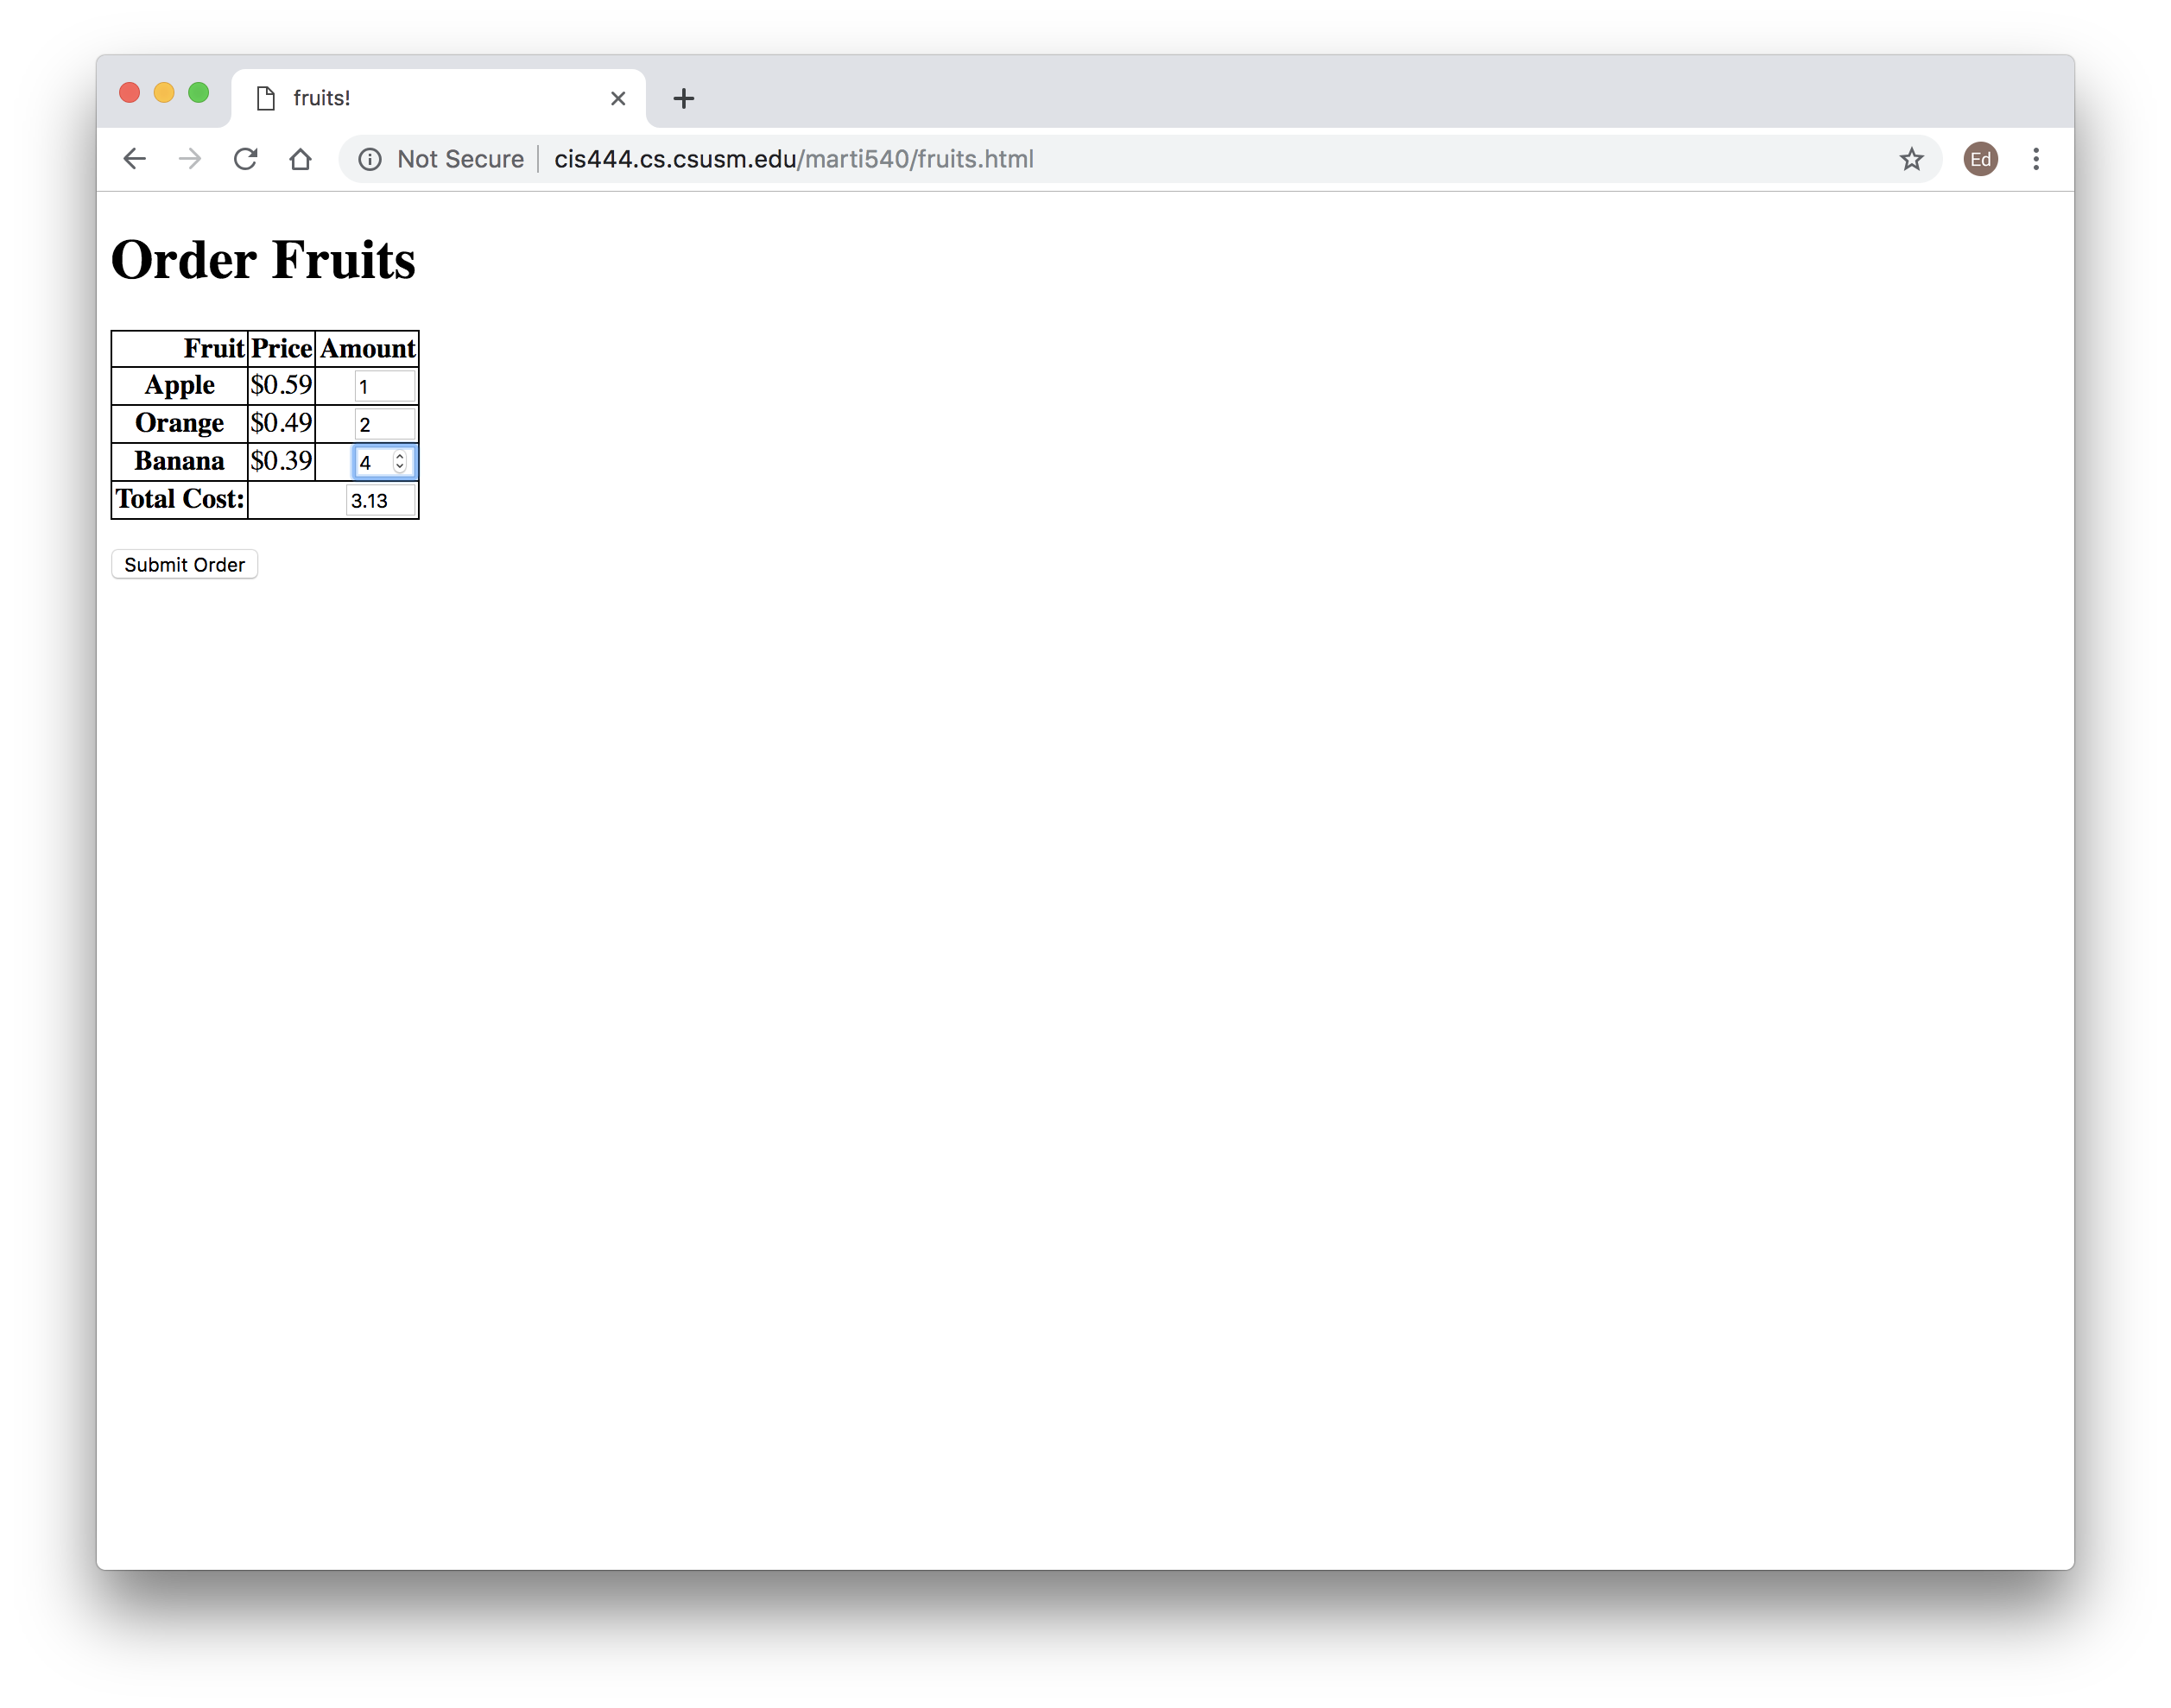 fruits!
Not Secure cis444.cs.csusm.edu/marti540/fruits.html Ed
Order Fruits
Fruit Price Amount
Apple $0.59 1
Orange $0.49 2
Banana $0.39 4
Total Cost: 3.13
Submit Order